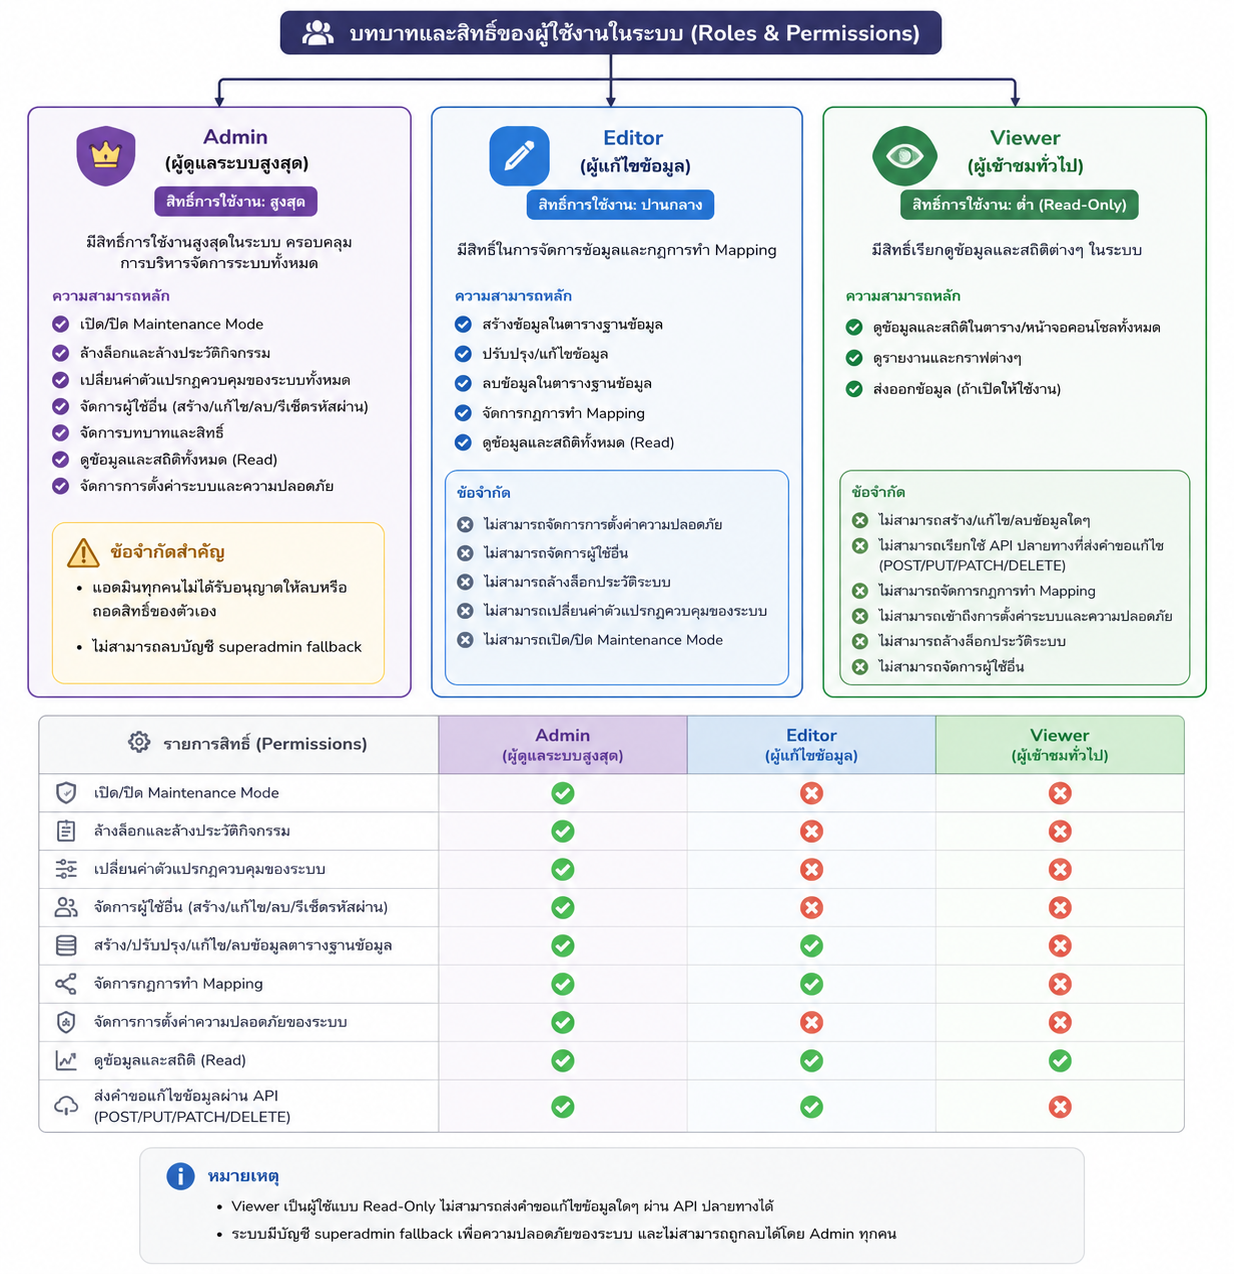 บทบาทและสิทธิ์ของผู้ใช้งานในระบบ (Roles & Permissions)
Admin
(ผู้ดูแลระบบสูงสุด)
สิทธิ์การใช้งาน: สูงสุด
มีสิทธิ์การใช้งานสูงสุดในระบบ ครอบคลุม
การบริหารจัดการระบบทั้งหมด
ความสามารถหลัก
เปิด/ปิด Maintenance Mode
ล้างล็อกและล้างประวัติกิจกรรม
เปลี่ยนค่าตัวแปรกฎควบคุมของระบบทั้งหมด
จัดการผู้ใช้อื่น (สร้าง/แก้ไข/ลบ/รีเซ็ตรหัสผ่าน)
จัดการบทบาทและสิทธิ์
ดูข้อมูลและสถิติทั้งหมด (Read)
จัดการการตั้งค่าระบบและความปลอดภัย
ข้อจำกัดสำคัญ
• แอดมินทุกคนไม่ได้รับอนุญาตให้ลบหรือ
ถอดสิทธิ์ของตัวเอง
• ไม่สามารถลบบัญชี superadmin fallback
Editor
(ผู้แก้ไขข้อมูล)
สิทธิ์การใช้งาน: ปานกลาง
มีสิทธิ์ในการจัดการข้อมูลและกฎการทำ Mapping
ความสามารถหลัก
สร้างข้อมูลในตารางฐานข้อมูล
ปรับปรุง/แก้ไขข้อมูล
ลบข้อมูลในตารางฐานข้อมูล
จัดการกฎการทำ Mapping
ดูข้อมูลและสถิติทั้งหมด (Read)
ข้อจำกัด
ไม่สามารถจัดการการตั้งค่าความปลอดภัย
ไม่สามารถจัดการผู้ใช้อื่น
ไม่สามารถล้างล็อกประวัติระบบ
ไม่สามารถเปลี่ยนค่าตัวแปรกฎควบคุมของระบบ
ไม่สามารถเปิด/ปิด Maintenance Mode
Viewer
(ผู้เข้าชมทั่วไป)
สิทธิ์การใช้งาน: ต่ำ (Read-Only)
มีสิทธิ์เรียกดูข้อมูลและสถิติต่างๆ ในระบบ
ความสามารถหลัก
ดูข้อมูลและสถิติในตาราง/หน้าจอคอนโซลทั้งหมด
ดูรายงานและกราฟต่างๆ
ส่งออกข้อมูล (ถ้าเปิดให้ใช้งาน)
ข้อจำกัด
ไม่สามารถสร้าง/แก้ไข/ลบข้อมูลใดๆ
ไม่สามารถเรียกใช้ API ปลายทางที่ส่งคำขอแก้ไข
(POST/PUT/PATCH/DELETE)
ไม่สามารถจัดการกฎการทำ Mapping
ไม่สามารถเข้าถึงการตั้งค่าระบบและความปลอดภัย
ไม่สามารถล้างล็อกประวัติระบบ
ไม่สามารถจัดการผู้ใช้อื่น
รายการสิทธิ์ (Permissions)
Admin
(ผู้ดูแลระบบสูงสุด)
Editor
(ผู้แก้ไขข้อมูล)
Viewer
(ผู้เข้าชมทั่วไป)
เปิด/ปิด Maintenance Mode
ล้างล็อกและล้างประวัติกิจกรรม
เปลี่ยนค่าตัวแปรกฎควบคุมของระบบ
จัดการผู้ใช้อื่น (สร้าง/แก้ไข/ลบ/รีเซ็ตรหัสผ่าน)
สร้าง/ปรับปรุง/แก้ไข/ลบข้อมูลตารางฐานข้อมูล
จัดการกฎการทำ Mapping
จัดการการตั้งค่าความปลอดภัยของระบบ
ดูข้อมูลและสถิติ (Read)
ส่งคำขอแก้ไขข้อมูลผ่าน API
(POST/PUT/PATCH/DELETE)
หมายเหตุ
• Viewer เป็นผู้ใช้แบบ Read-Only ไม่สามารถส่งคำขอแก้ไขข้อมูลใดๆ ผ่าน API ปลายทางได้
• ระบบมีบัญชี superadmin fallback เพื่อความปลอดภัยของระบบ และไม่สามารถถูกลบได้โดย Admin ทุกคน